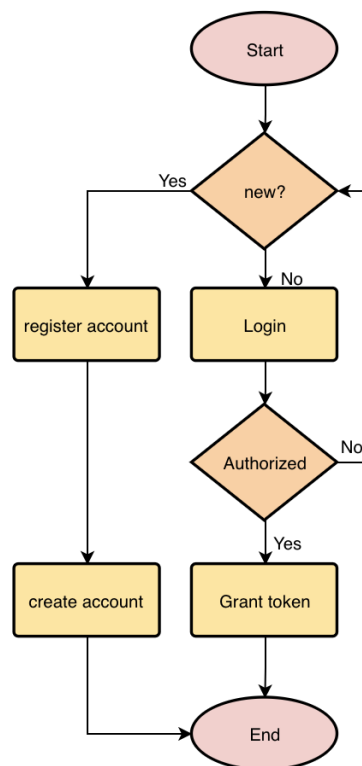 Start
new?
Yes
No
register account
Login
Authorized
No
Yes
create account
Grant token
End